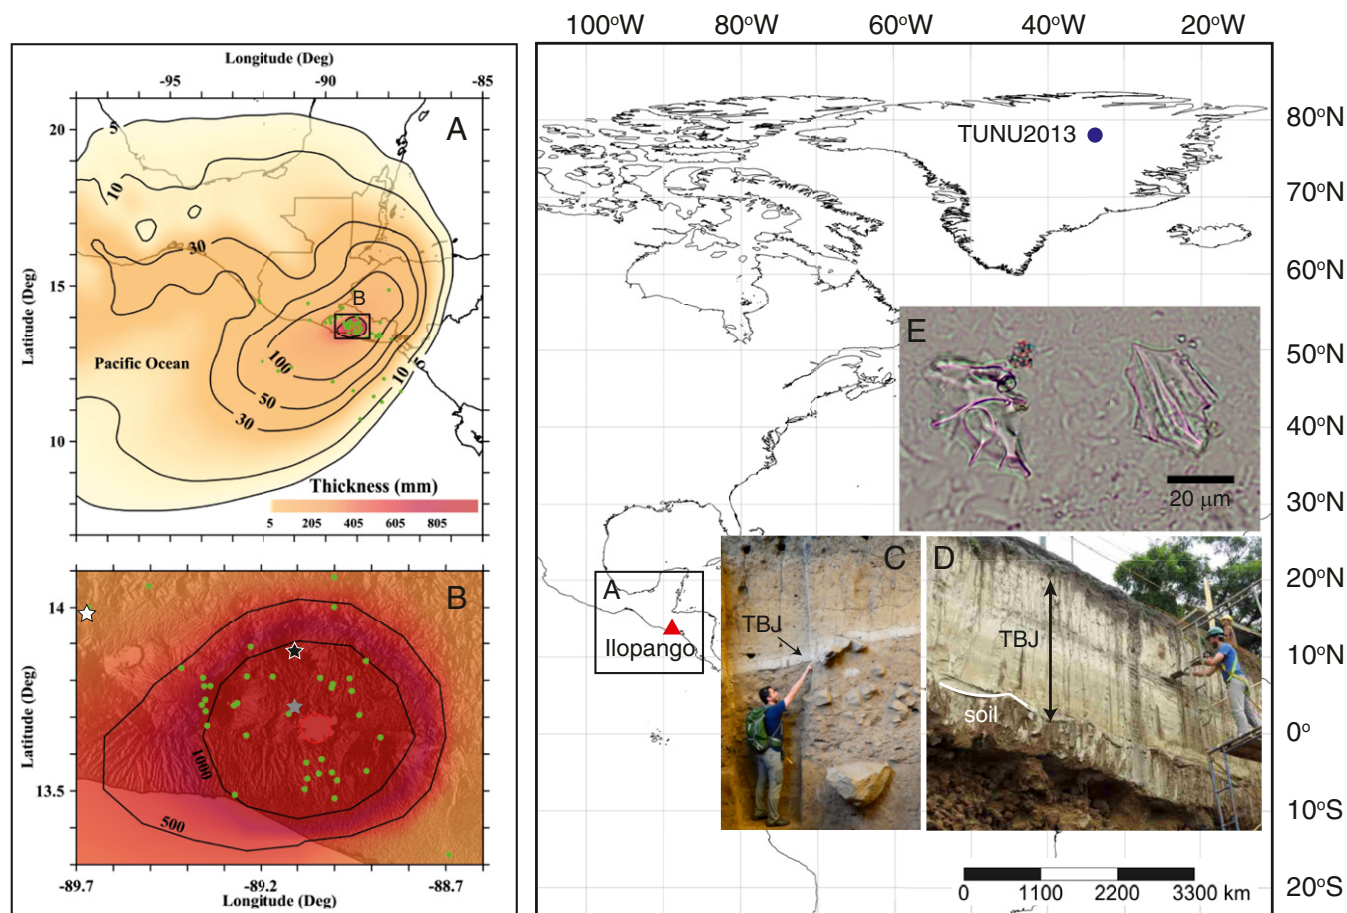 100°W 80°W 60°W 40°W 20°W
Longitude (Deg)
-95 -90 -85
A
20
15
10
Latitude (Deg)
5
10
30
B
100
50
30
10
5
Pacific Ocean
Thickness (mm)
5 205 405 605 805
B
14
13.5
Latitude (Deg)
1000
500
-89.7 -89.2 -88.7
Longitude (Deg)
TUNU2013
80°N
70°N
60°N
50°N
40°N
30°N
20°N
10°N
0°
10°S
20°S
E
20 μm
A
Ilopango
C
TBJ
D
TBJ
soil
0 1100 2200 3300 km